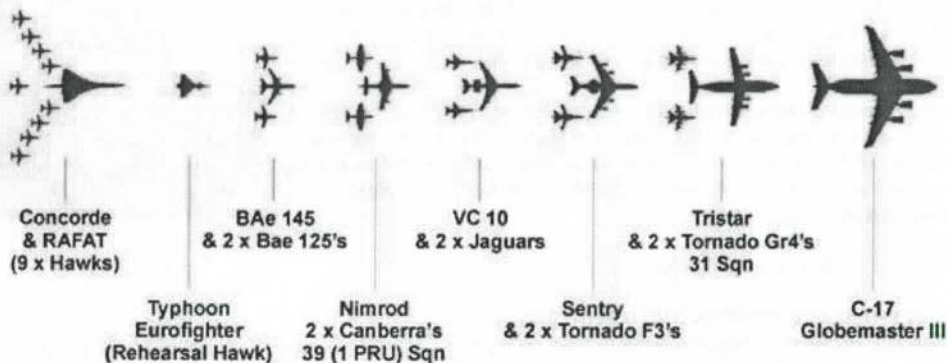 Concorde
& RAFAT
(9 x Hawks)
Typhoon
Eurofighter
(Rehearsal Hawk)
BAe 145
& 2 x Bae 125's
Nimrod
2 x Canberra's
39 (1 PRU) Sqn
VC 10
& 2 x Jaguars
Sentry
& 2 x Tornado F3's
Tristar
& 2 x Tornado Gr4's
31 Sqn
C-17
Globemaster III